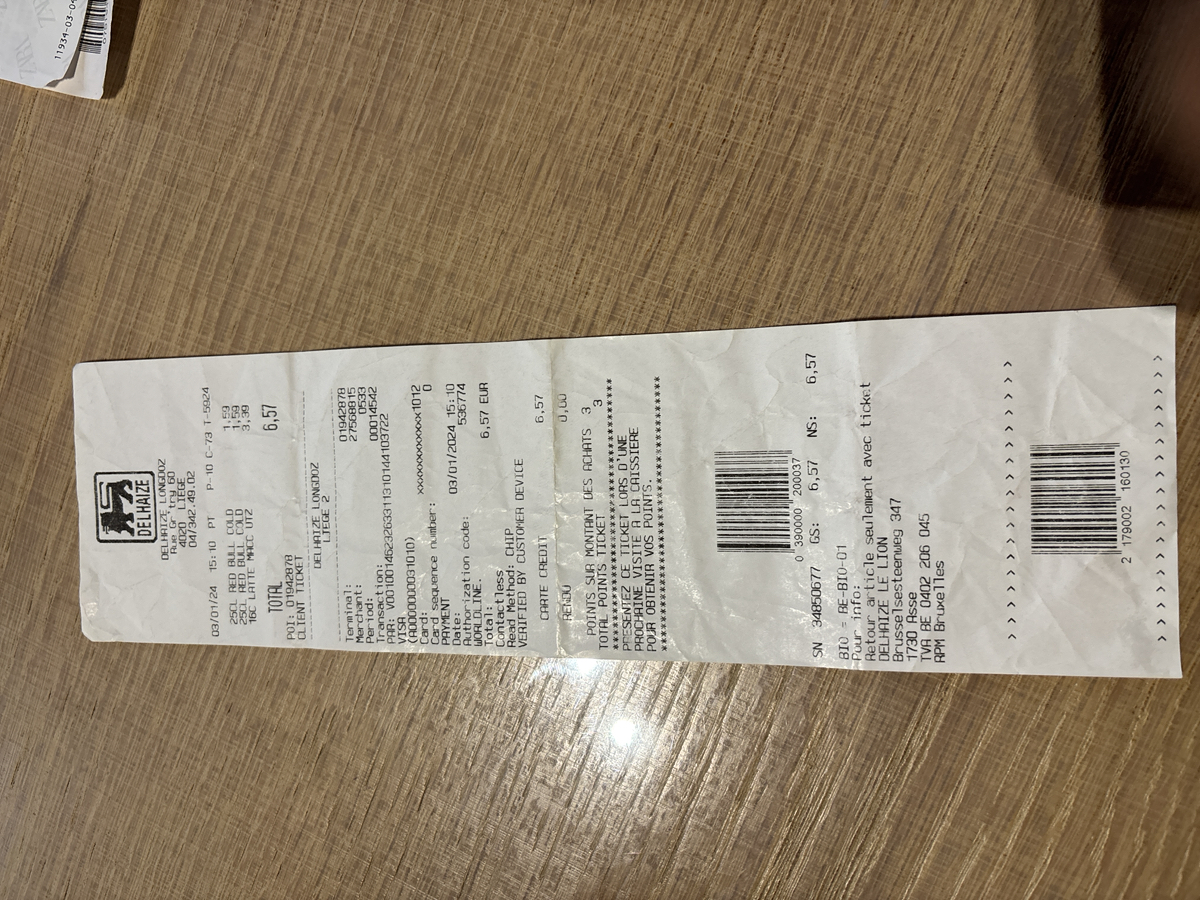 11934-03-04
DELHAIZE
DELHAIZE LONGDOZ
Rue Gr'try 60
4020 LIEGE
04/342.49.02
03/01/24 15:10 PT P-10 C-73 T-5924
25CL RED BULL COLD 1,59
25CL RED BULL COLD 1,59
16C LATTE MACC UTZ 3,39
TOTAL 6,57
POI: 01942878
CLIENT TICKET
DELHAIZE LONGDOZ
LIEGE 2
Terminal: 01942878
Merchant: 27568815
Period: 0533
Transaction: 00014542
PAR: V0010014623263311310144103722
VISA
(A0000000031010)
Card: xxxxxxxxxxxx1012
Card sequence number: 0
PAYMENT
Date: 03/01/2024 15:10
Authorization code: 536774
WORLDLINE.
Total: 6,57 EUR
Contactless
Read Method: CHIP
VERIFIED BY CUSTOMER DEVICE
CARTE CREDIT 6,57
RENDU 0,00
POINTS SUR MONTANT DES ACHATS 3
TOTAL POINTS TICKET 3
PRESENTEZ CE TICKET LORS D'UNE
PROCHAINE VISITE A LA CAISSIERE
POUR OBTENIR VOS POINTS.
0 390000 200037
SN 34850677 GS: 6,57 NS: 6,57
BIO = BE-BIO-01
Pour info:
Retour article seulement avec ticket
DELHAIZE LE LION
Brusselsesteenweg 347
1730 Asse
TVA BE 0402 206 045
RPM Bruxelles
2 179002 160130